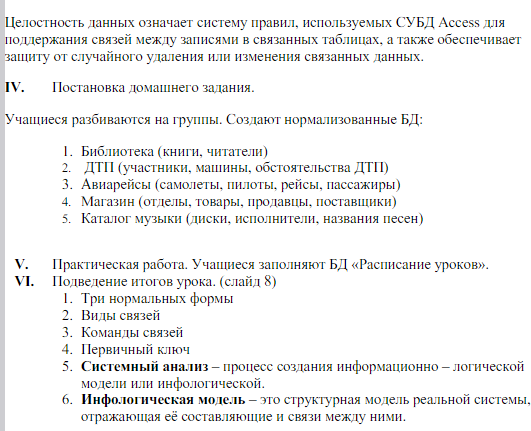 Целостность данных означает систему правил, используемых СУБД Access для
поддержания связей между записями в связанных таблицах, а также обеспечивает
защиту от случайного удаления или изменения связанных данных.
IV. Постановка домашнего задания.
Учащиеся разбиваются на группы. Создают нормализованные БД:
1. Библиотека (книги, читатели)
2. ДТП (участники, машины, обстоятельства ДТП)
3. Авиарейсы (самолеты, пилоты, рейсы, пассажиры)
4. Магазин (отделы, товары, продавцы, поставщики)
5. Каталог музыки (диски, исполнители, названия песен)
V. Практическая работа. Учащиеся заполняют БД «Расписание уроков».
VI. Подведение итогов урока. (слайд 8)
1. Три нормальных формы
2. Виды связей
3. Команды связей
4. Первичный ключ
5. Системный анализ – процесс создания информационно – логической
модели или инфологической.
6. Инфологическая модель – это структурная модель реальной системы,
отражающая её составляющие и связи между ними.